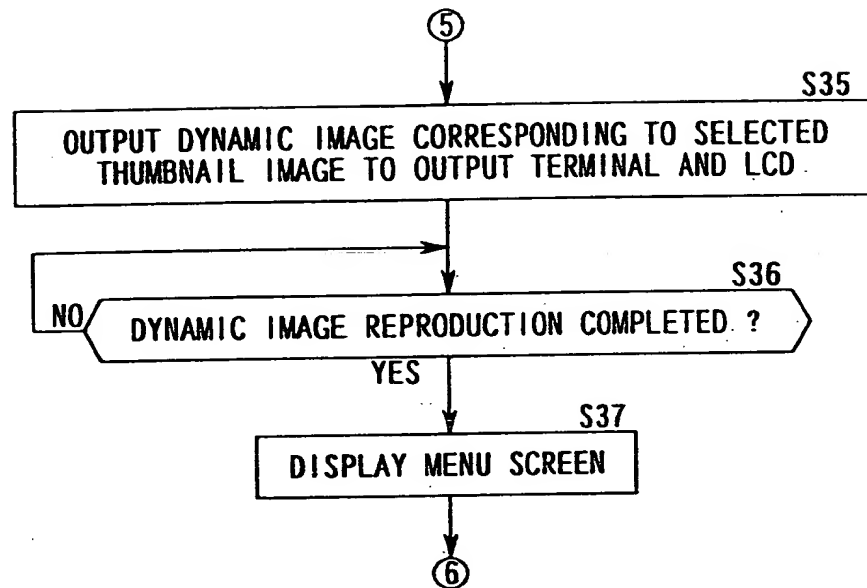 5
S35
OUTPUT DYNAMIC IMAGE CORRESPONDING TO SELECTED
THUMBNAIL IMAGE TO OUTPUT TERMINAL AND LCD
S36
NO
DYNAMIC IMAGE REPRODUCTION COMPLETED ?
YES
S37
DISPLAY MENU SCREEN
6